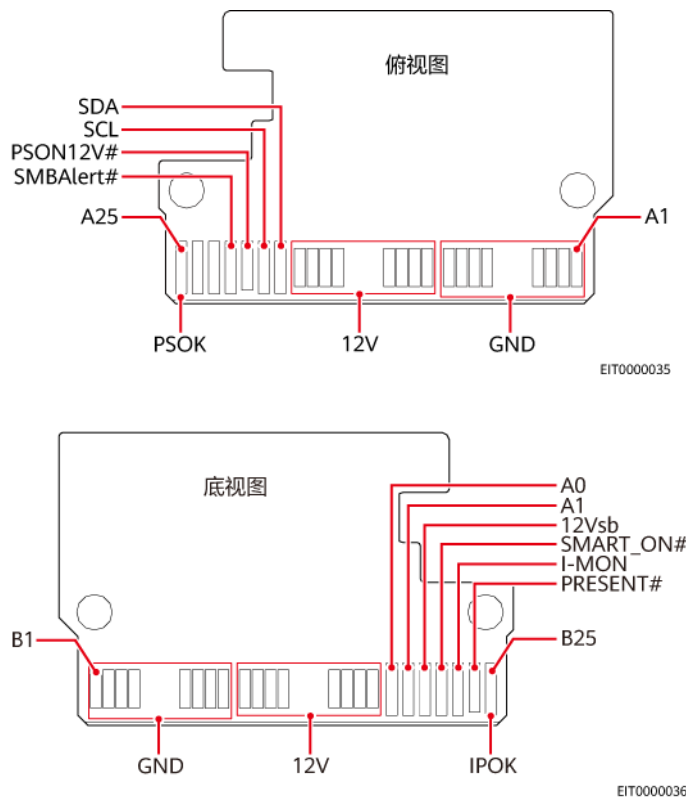 俯视图
SDA
SCL
PSON12V#
SMBAlert#
A25
A1
PSOK
12V
GND
EIT0000035
底视图
A0
A1
12Vsb
SMART_ON#
I-MON
PRESENT#
B1
B25
GND
12V
IPOK
EIT0000036